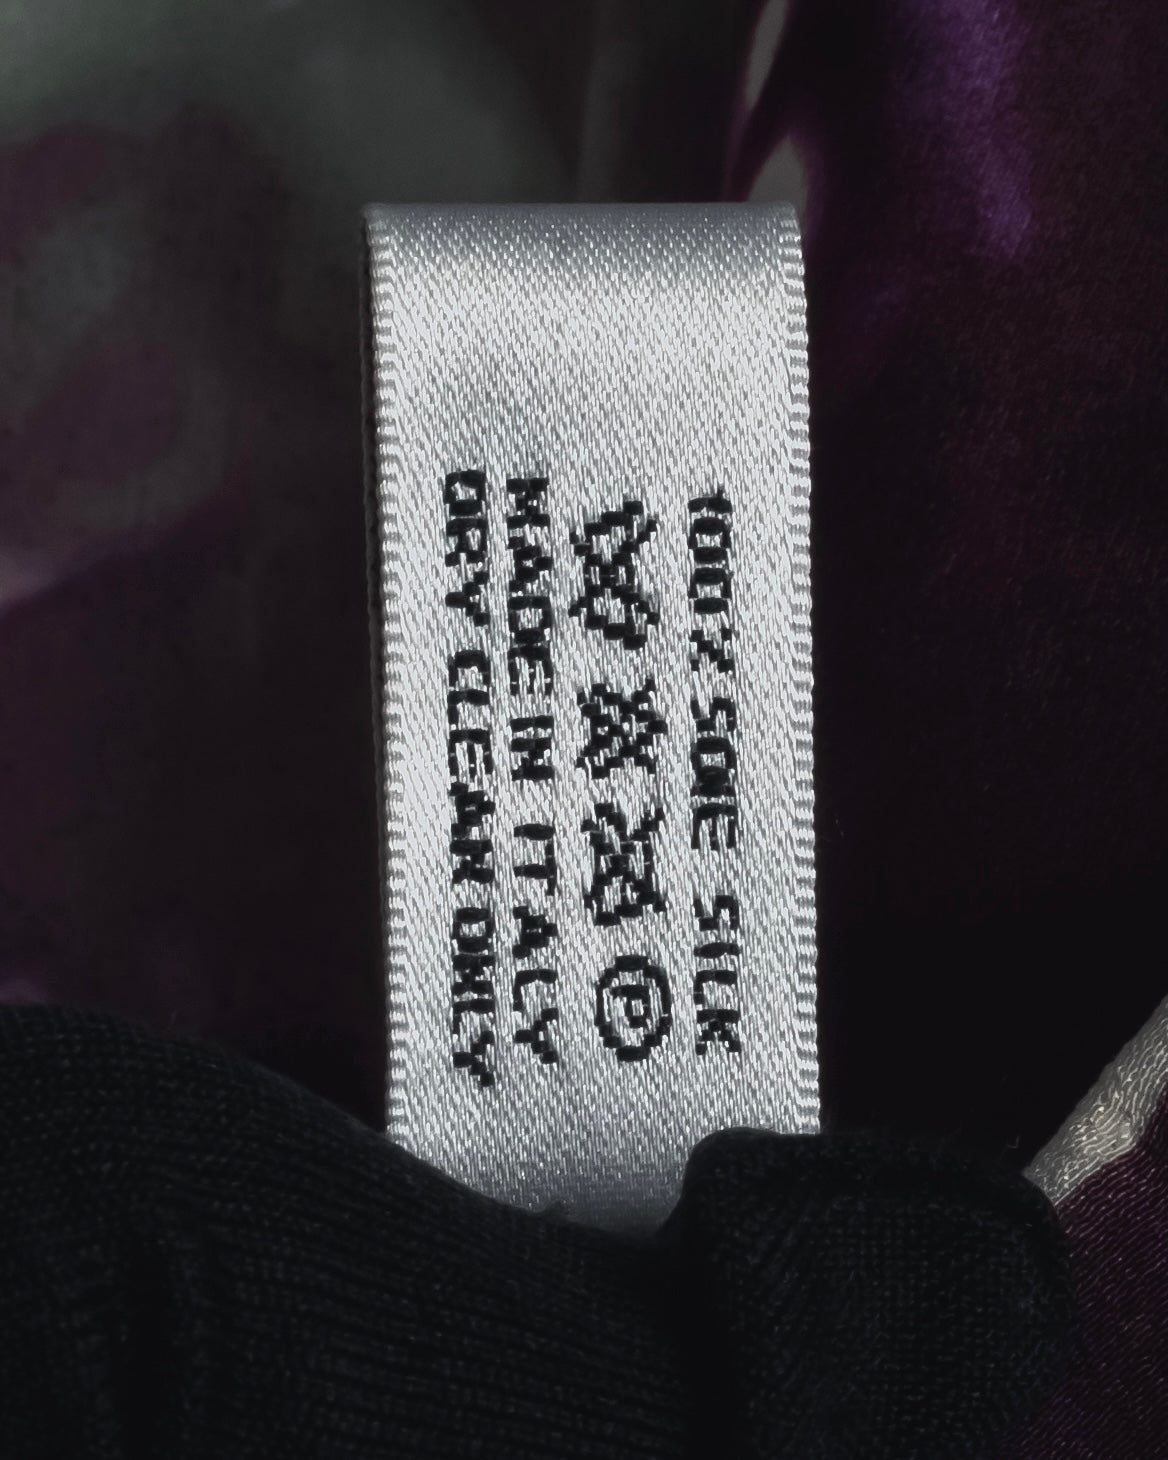 100% SOIE SILK
P
MADE IN ITALY
DRY CLEAN ONLY